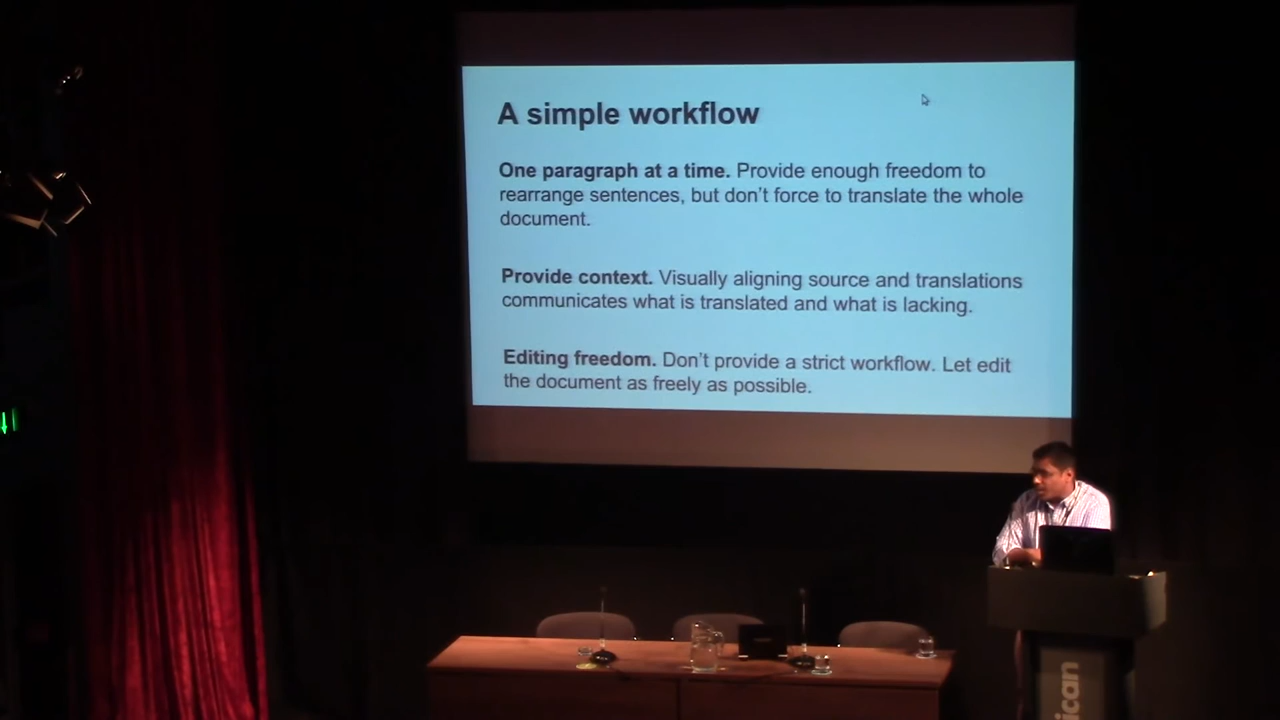 A simple workflow
One paragraph at a time. Provide enough freedom to
rearrange sentences, but don't force to translate the whole
document.
Provide context. Visually aligning source and translations
communicates what is translated and what is lacking.
Editing freedom. Don't provide a strict workflow. Let edit
the document as freely as possible.
ican